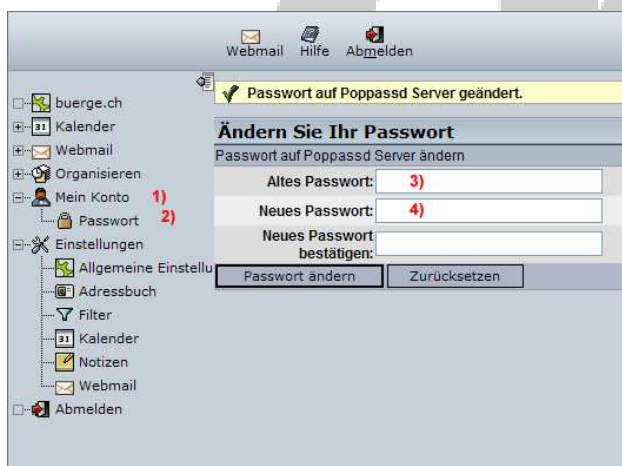 Webmail Hilfe Abmelden
buerge.ch
31 Kalender
Webmail
Organisieren
Mein Konto 1)
Passwort 2)
Einstellungen
Allgemeine Einstellu
Adressbuch
Filter
31 Kalender
Notizen
Webmail
Abmelden
Passwort auf Poppassd Server geändert.
Ändern Sie Ihr Passwort
Passwort auf Poppassd Server ändern
Altes Passwort: 3)
Neues Passwort: 4)
Neues Passwort
bestätigen:
Passwort ändern Zurücksetzen